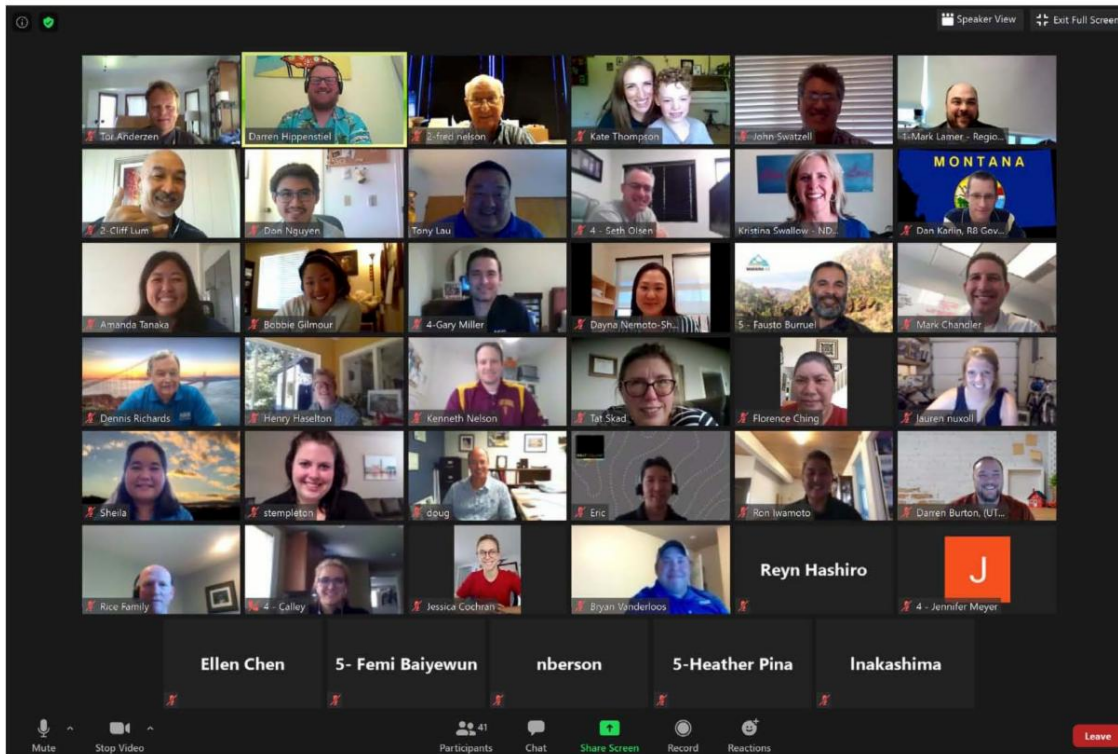 Speaker View
Exit Full Screen
Tor Anderzen
Darren Hippenstiel
2-fred nelson
Kate Thompton
John Swatzell
1-Mark Lamer - Regio...
2-Cliff Lum
Don Nguyen
Tony Lau
4 - Seth Olsen
Kristina Swallow - ND...
MONTANA
Dan Karlin, R8 Gov...
Amanda Tanaka
Bobbie Gilmour
4-Gary Miller
Dayna Nemoto-Sh...
5 - Fausto Burruel
Mark Chandler
Dennis Richards
Henry Haselton
Kenneth Nelson
Tat Skad
Florence Ching
lauren nuxoll
Sheila
stempleton
doug
Eric
Ron Iwamoto
Darren Burton, (UT...
Rice Family
4 - Calley
Jessica Cochran
Bryan Vanderloos
Reyn Hashiro
J
4 - Jennifer Meyer
Ellen Chen
5- Femi Baiyewun
nberson
5-Heather Pina
lnakashima
Mute
Stop Video
41
Participants
Chat
Share Screen
Record
Reactions
Leave